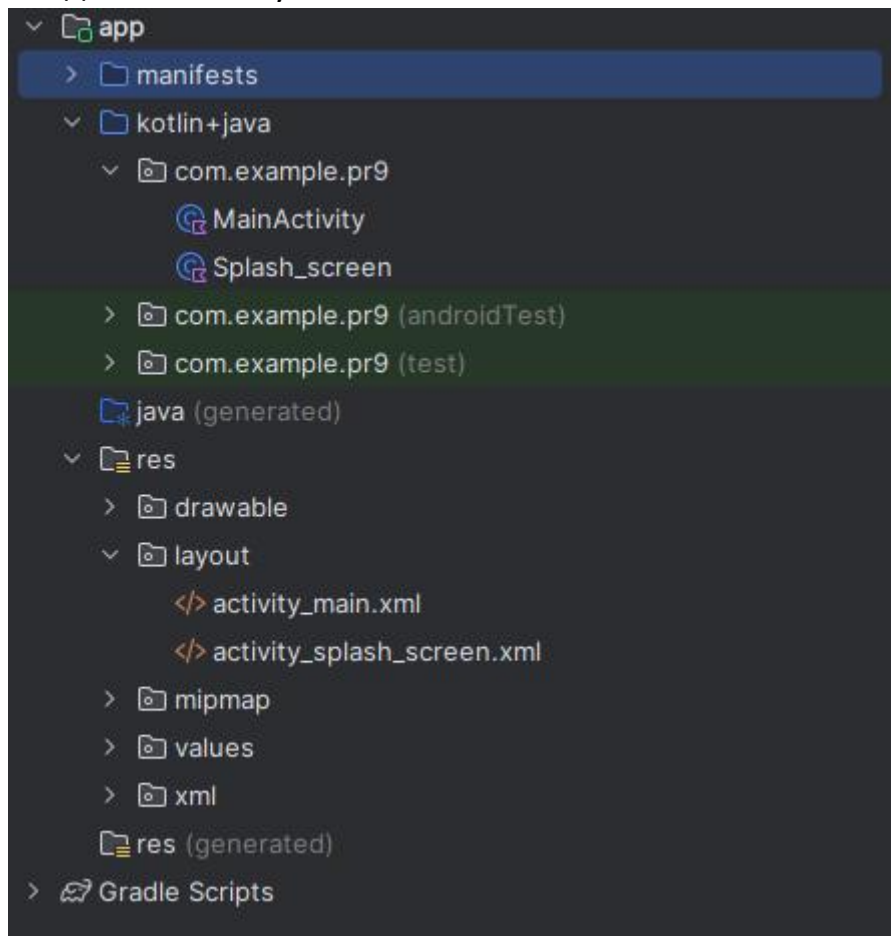 app
manifests
kotlin+java
com.example.pr9
MainActivity
Splash_screen
com.example.pr9 (androidTest)
com.example.pr9 (test)
java (generated)
res
drawable
layout
activity_main.xml
activity_splash_screen.xml
mipmap
values
xml
res (generated)
Gradle Scripts